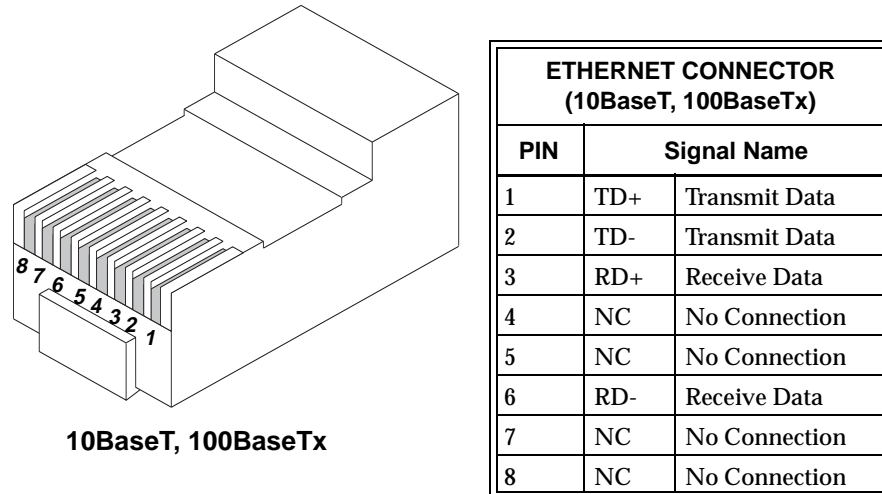 8 7 6 5 4 3 2 1
10BaseT, 100BaseTx
ETHERNET CONNECTOR
(10BaseT, 100BaseTx)
PIN Signal Name
1 TD+ Transmit Data
2 TD- Transmit Data
3 RD+ Receive Data
4 NC No Connection
5 NC No Connection
6 RD- Receive Data
7 NC No Connection
8 NC No Connection